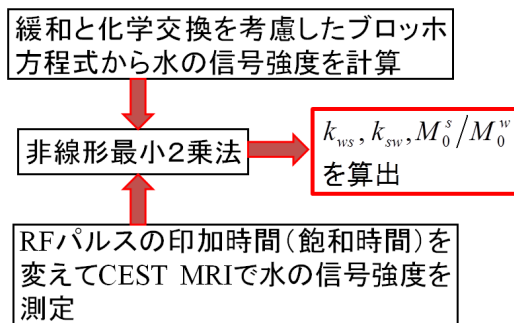 緩和と化学交換を考慮したブロッホ
方程式から水の信号強度を計算
非線形最小2乗法
k_ws, k_sw, M_0^s/M_0^w
を算出
RFパルスの印加時間(飽和時間)を
変えてCEST MRIで水の信号強度を
測定